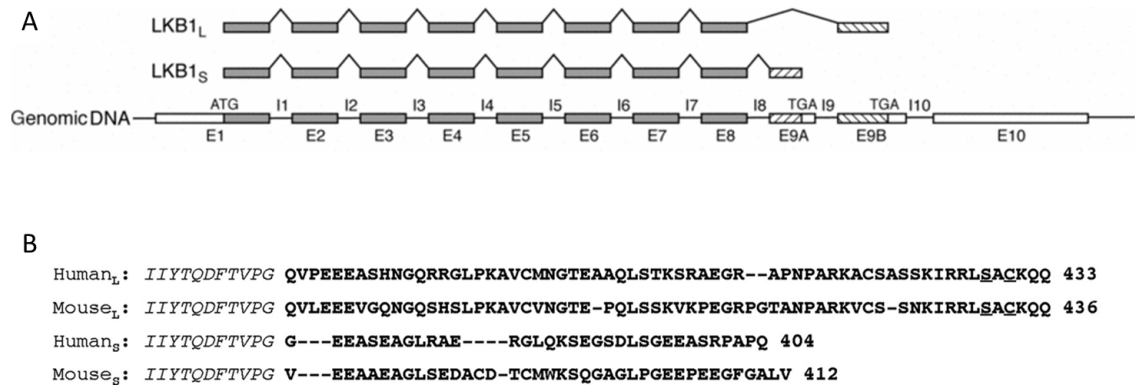 A
LKB1L
LKB1S
ATG I1 I2 I3 I4 I5 I6 I7 I8 TGA I9 TGA I10
Genomic DNA
E1 E2 E3 E4 E5 E6 E7 E8 E9A E9B E10
B
HumanL: IIYTQDFTVPG QVPEEEASHNGQRRGLPKAVCMNGTEAAQLSTKSRAEGR--APNPARKACSASSKIRRLSACKQQ 433
MouseL: IIYTQDFTVPG QVLEEEVGQNGQSHSLPKAVCVNGTE-PQLSSKVKPEGRPGTANPARKVCS-SNKIRRLSACKQQ 436
HumanS: IIYTQDFTVPG G---EEASEAGLRAE----RGLQKSEGSDLSGEEASRPAPQ 404
MouseS: IIYTQDFTVPG V---EEAAEAGLSEDACD-TCMWKSQGAGLPGEEPEEGFGALV 412